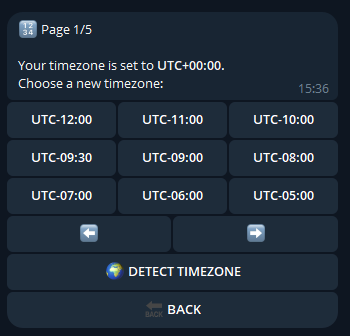 🔢 Page 1/5
Your timezone is set to UTC+00:00.
Choose a new timezone:
15:36
UTC-12:00 UTC-11:00 UTC-10:00
UTC-09:30 UTC-09:00 UTC-08:00
UTC-07:00 UTC-06:00 UTC-05:00
⬅️ ➡️
🌍 DETECT TIMEZONE
🔙 BACK